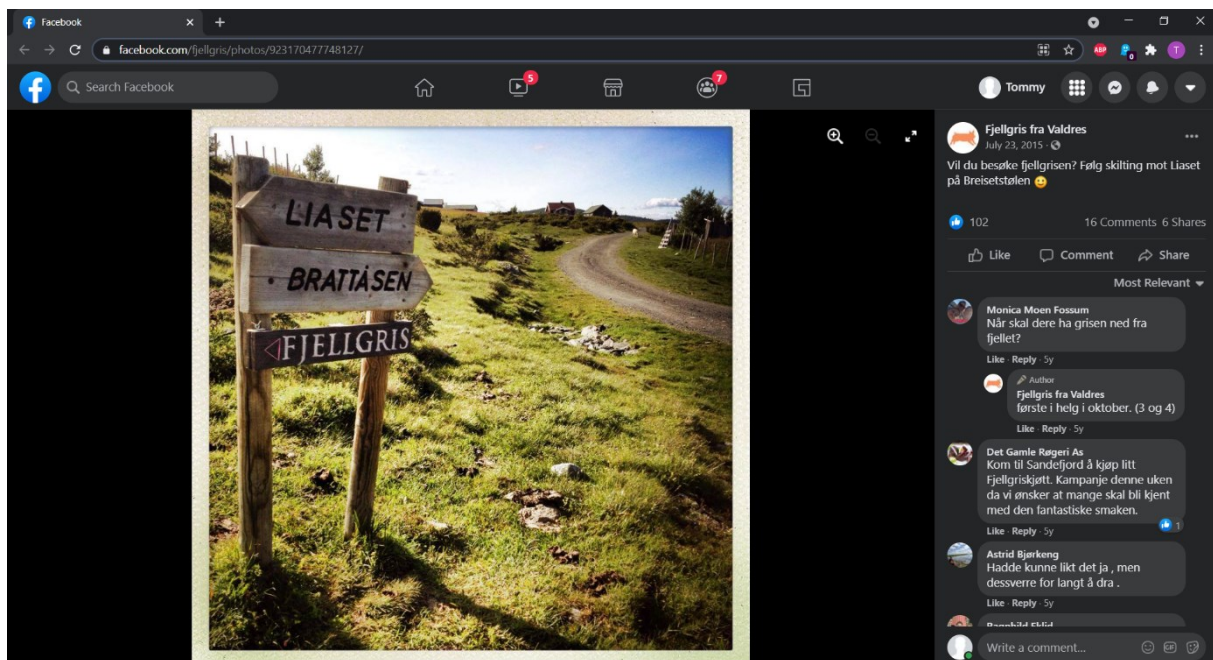 Facebook
facebook.com/fjellgris/photos/923170477748127/
ABP
0
T
Search Facebook
5
7
Tommy
LIASET
BRATTÅSEN
FJELLGRIS
Fjellgris fra Valdres
July 23, 2015 ·
Vil du besøke fjellgrisen? Følg skilting mot Liaset
på Breisetstølen
102
16 Comments 6 Shares
Like
Comment
Share
Most Relevant
Monica Moen Fossum
Når skal dere ha grisen ned fra
fjellet?
Like · Reply · 5y
Author
Fjellgris fra Valdres
første i helg i oktober. (3 og 4)
Like · Reply · 5y
Det Gamle Røgeri As
Kom til Sandefjord å kjøp litt
Fjellgriskjøtt. Kampanje denne uken
da vi ønsker at mange skal bli kjent
med den fantastiske smaken.
1
Like · Reply · 5y
Astrid Bjørkeng
Hadde kunne likt det ja , men
dessverre for langt å dra .
Like · Reply · 5y
Write a comment...
GIF